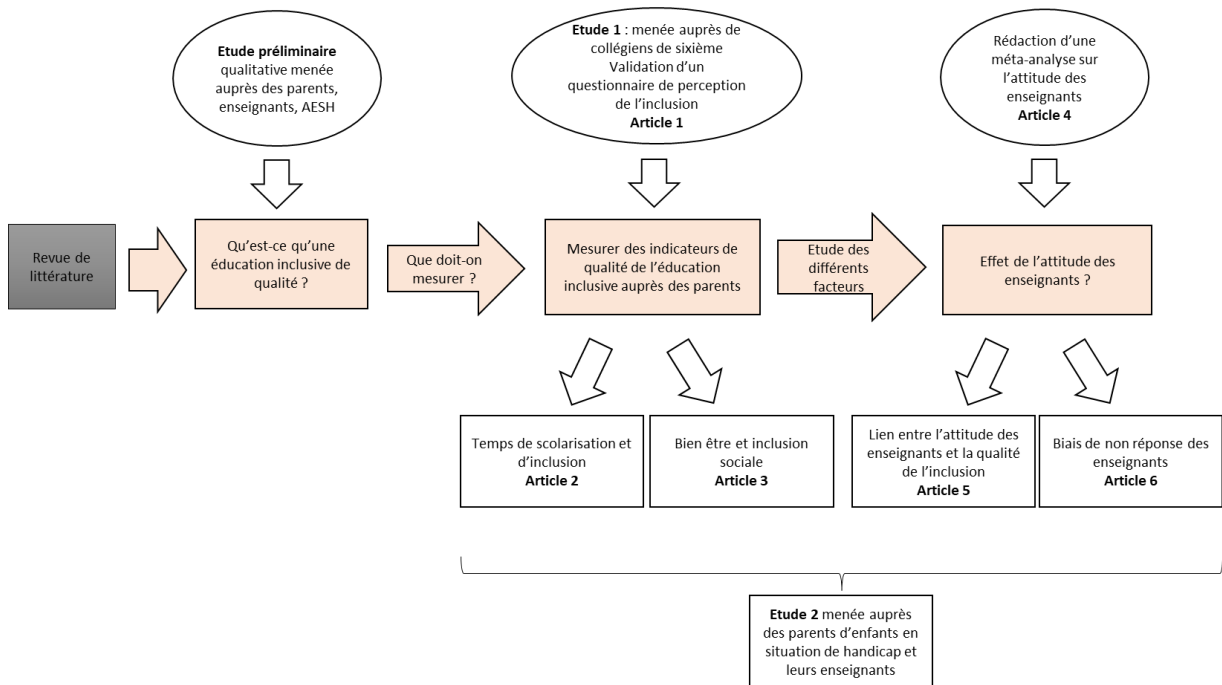 Etude préliminaire
qualitative menée
auprès des parents,
enseignants, AESH
Etude 1 : menée auprès de
collégiens de sixième
Validation d'un
questionnaire de perception
de l'inclusion
Article 1
Rédaction d'une
méta-analyse sur
l'attitude des
enseignants
Article 4
Revue de
littérature
Qu'est-ce qu'une
éducation inclusive de
qualité ?
Que doit-on
mesurer ?
Mesurer des indicateurs de
qualité de l'éducation
inclusive auprès des parents
Etude des
différents
facteurs
Effet de l'attitude des
enseignants ?
Temps de scolarisation et
d'inclusion
Article 2
Bien être et inclusion
sociale
Article 3
Lien entre l'attitude des
enseignants et la qualité
de l'inclusion
Article 5
Biais de non réponse des
enseignants
Article 6
Etude 2 menée auprès
des parents d'enfants en
situation de handicap et
leurs enseignants